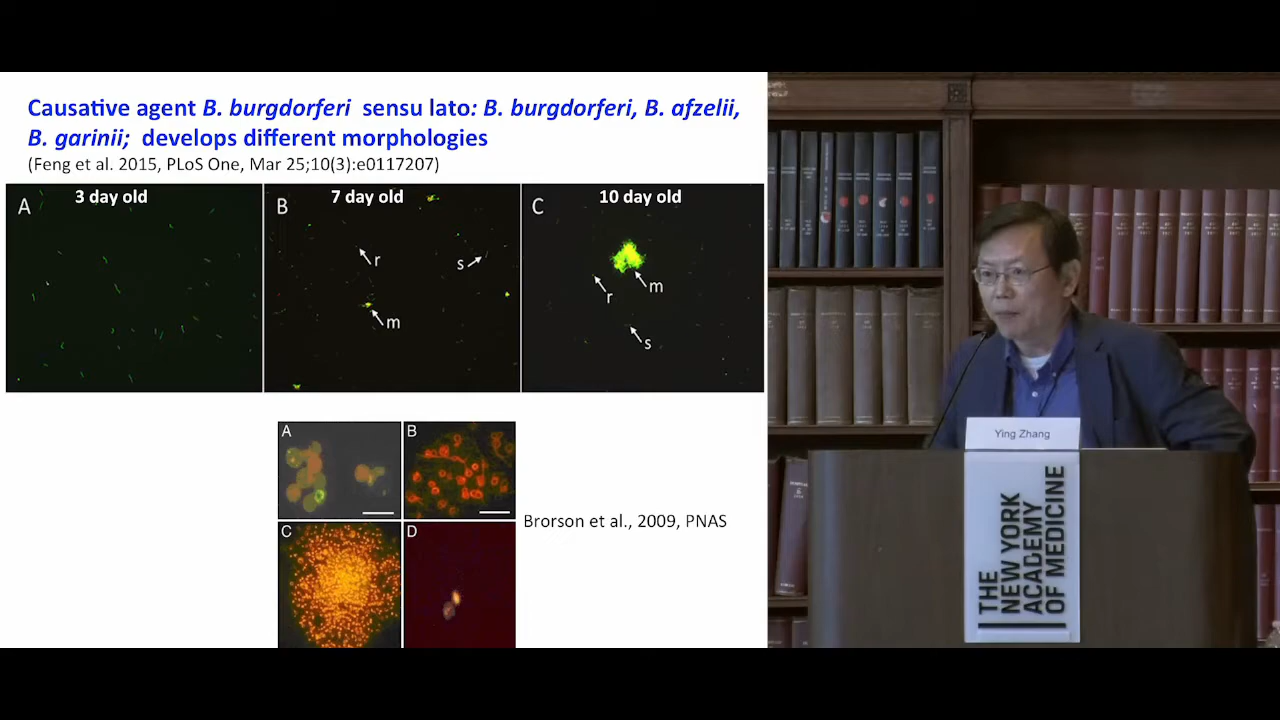 Causative agent B. burgdorferi sensu lato: B. burgdorferi, B. afzelii,
B. garinii; develops different morphologies
(Feng et al. 2015, PLoS One, Mar 25;10(3):e0117207)
A
3 day old
B
7 day old
C
10 day old
r
s
m
r
m
s
A
B
C
D
Brorson et al., 2009, PNAS
Ying Zhang
THE
NEW YORK
ACADEMY
OF MEDICINE